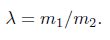 λ = m₁/m₂.